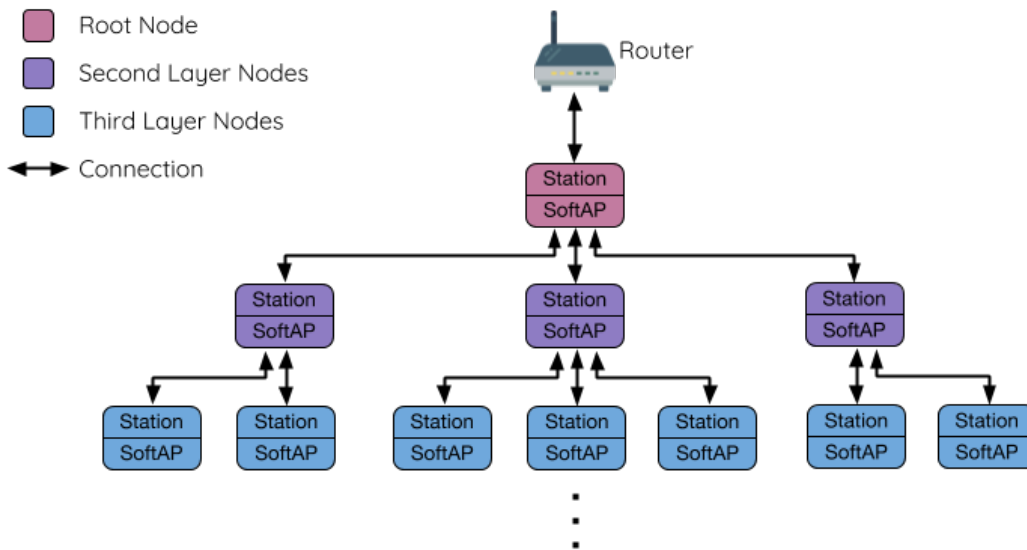 Root Node
Second Layer Nodes
Third Layer Nodes
Connection
Router
Station
SoftAP
Station
SoftAP
Station
SoftAP
Station
SoftAP
Station
SoftAP
Station
SoftAP
Station
SoftAP
Station
SoftAP
Station
SoftAP
Station
SoftAP
Station
SoftAP